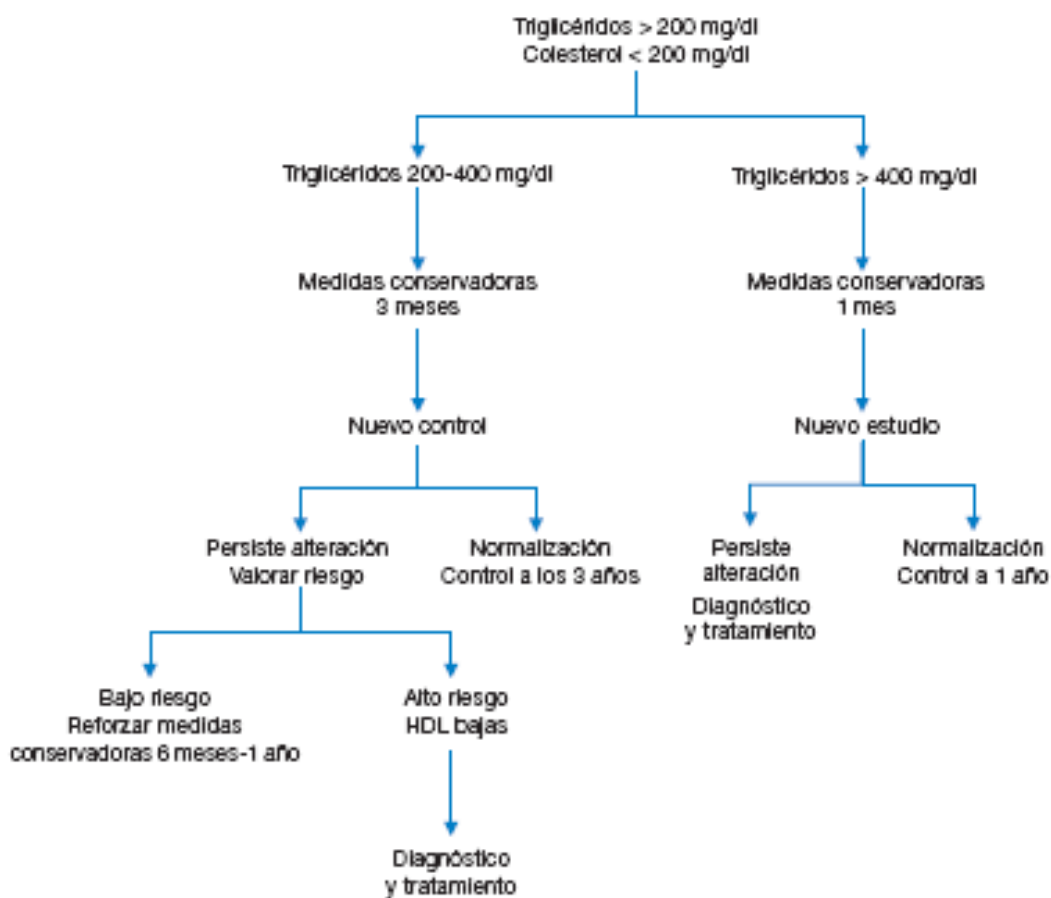 Triglicéridos > 200 mg/dl
Colesterol < 200 mg/dl
Triglicéridos 200-400 mg/dl
Triglicéridos > 400 mg/dl
Medidas conservadoras
3 meses
Medidas conservadoras
1 mes
Nuevo control
Nuevo estudio
Persiste alteración
Valorar riesgo
Normalización
Control a los 3 años
Persiste
alteración
Diagnóstico
y tratamiento
Normalización
Control a 1 año
Bajo riesgo
Reforzar medidas
conservadoras 6 meses-1 año
Alto riesgo
HDL bajas
Diagnóstico
y tratamiento